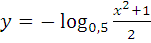 y = − log₀,₅ (x² + 1)/2